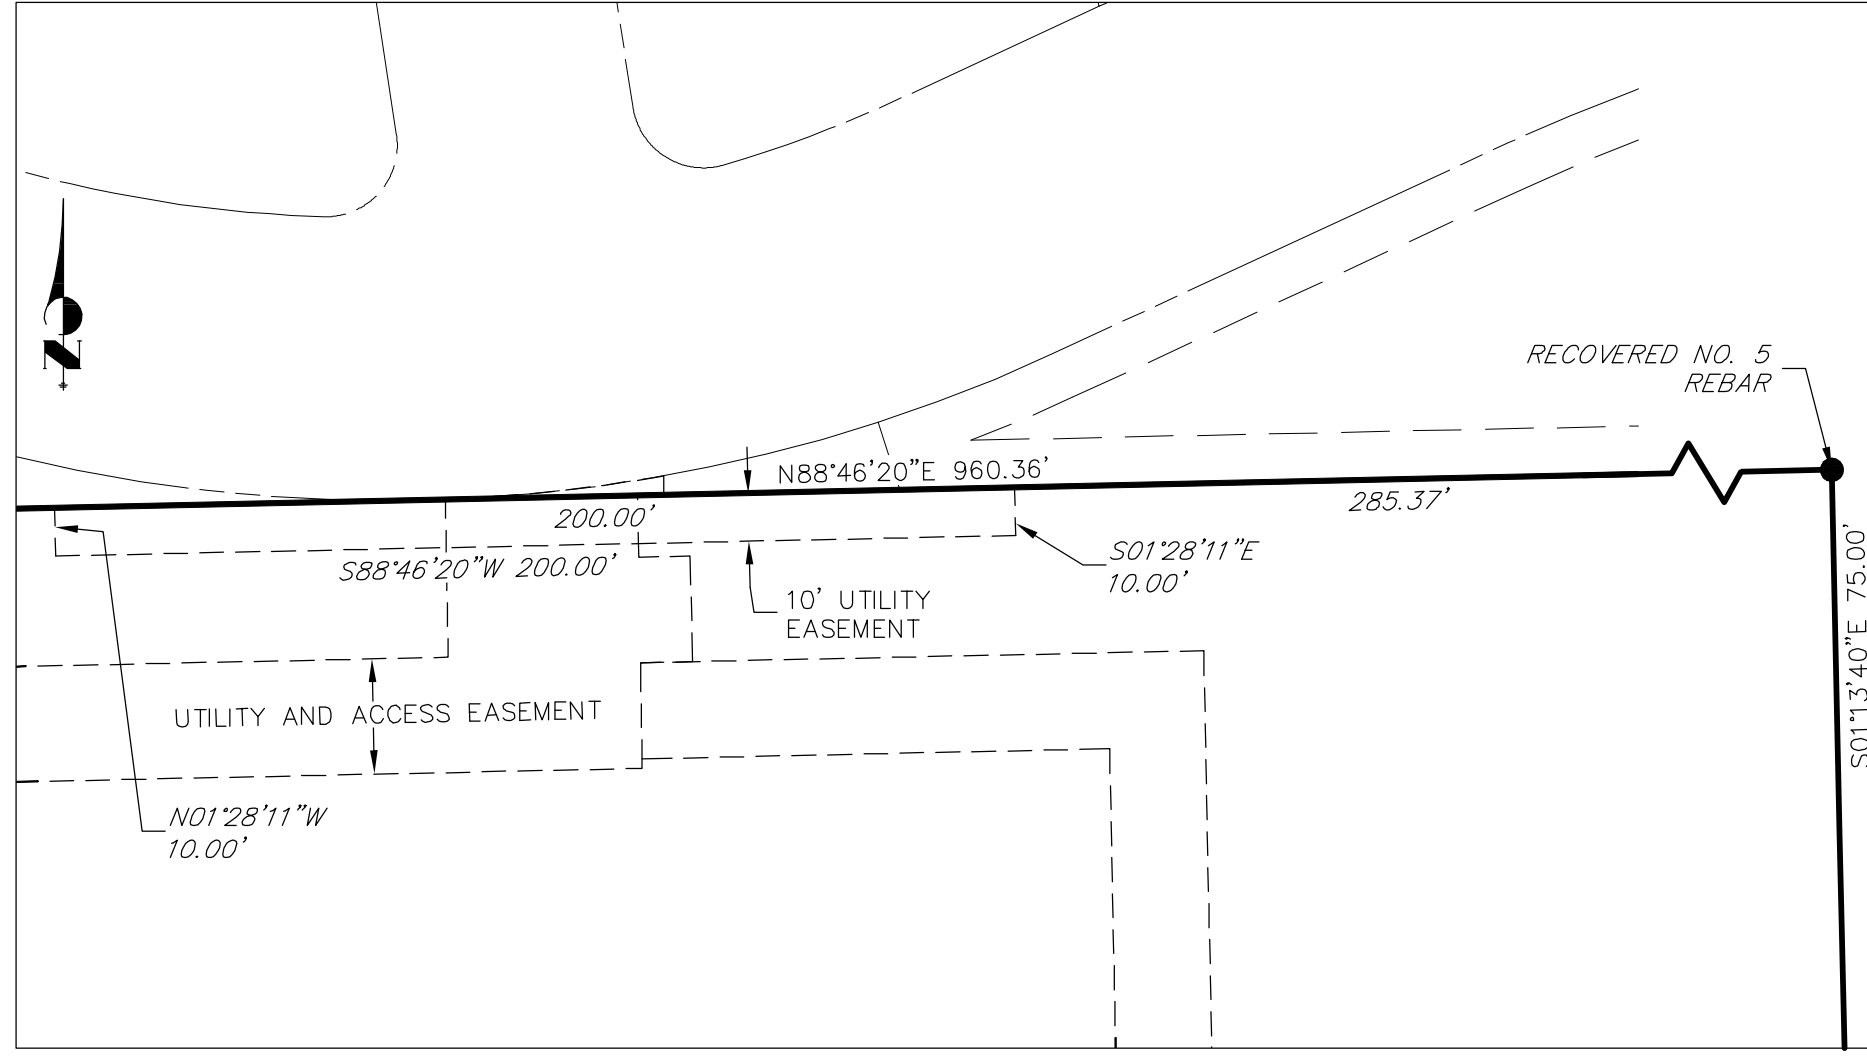 N
RECOVERED NO. 5
REBAR
N88°46'20"E 960.36'
285.37'
200.00'
S88°46'20"W 200.00'
S01°28'11"E
10.00'
10' UTILITY
EASEMENT
S01°13'40"E 75.00'
UTILITY AND ACCESS EASEMENT
N01°28'11"W
10.00'